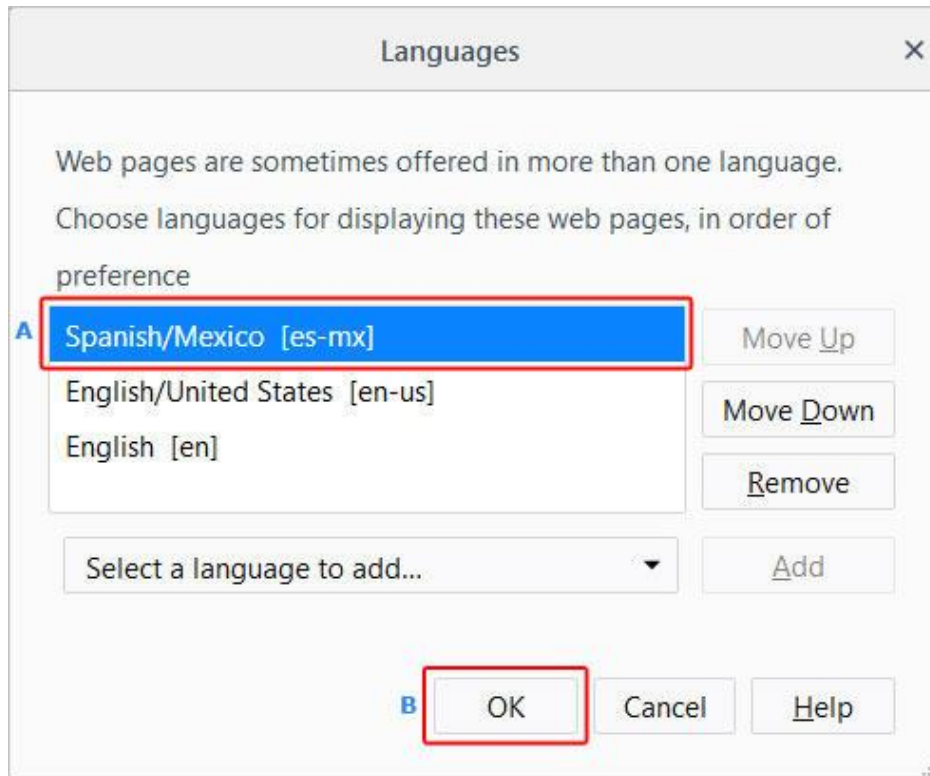 Languages ×
Web pages are sometimes offered in more than one language.
Choose languages for displaying these web pages, in order of
preference
A Spanish/Mexico [es-mx] Move Up
English/United States [en-us] Move Down
English [en]
Remove
Select a language to add... Add
B OK Cancel Help